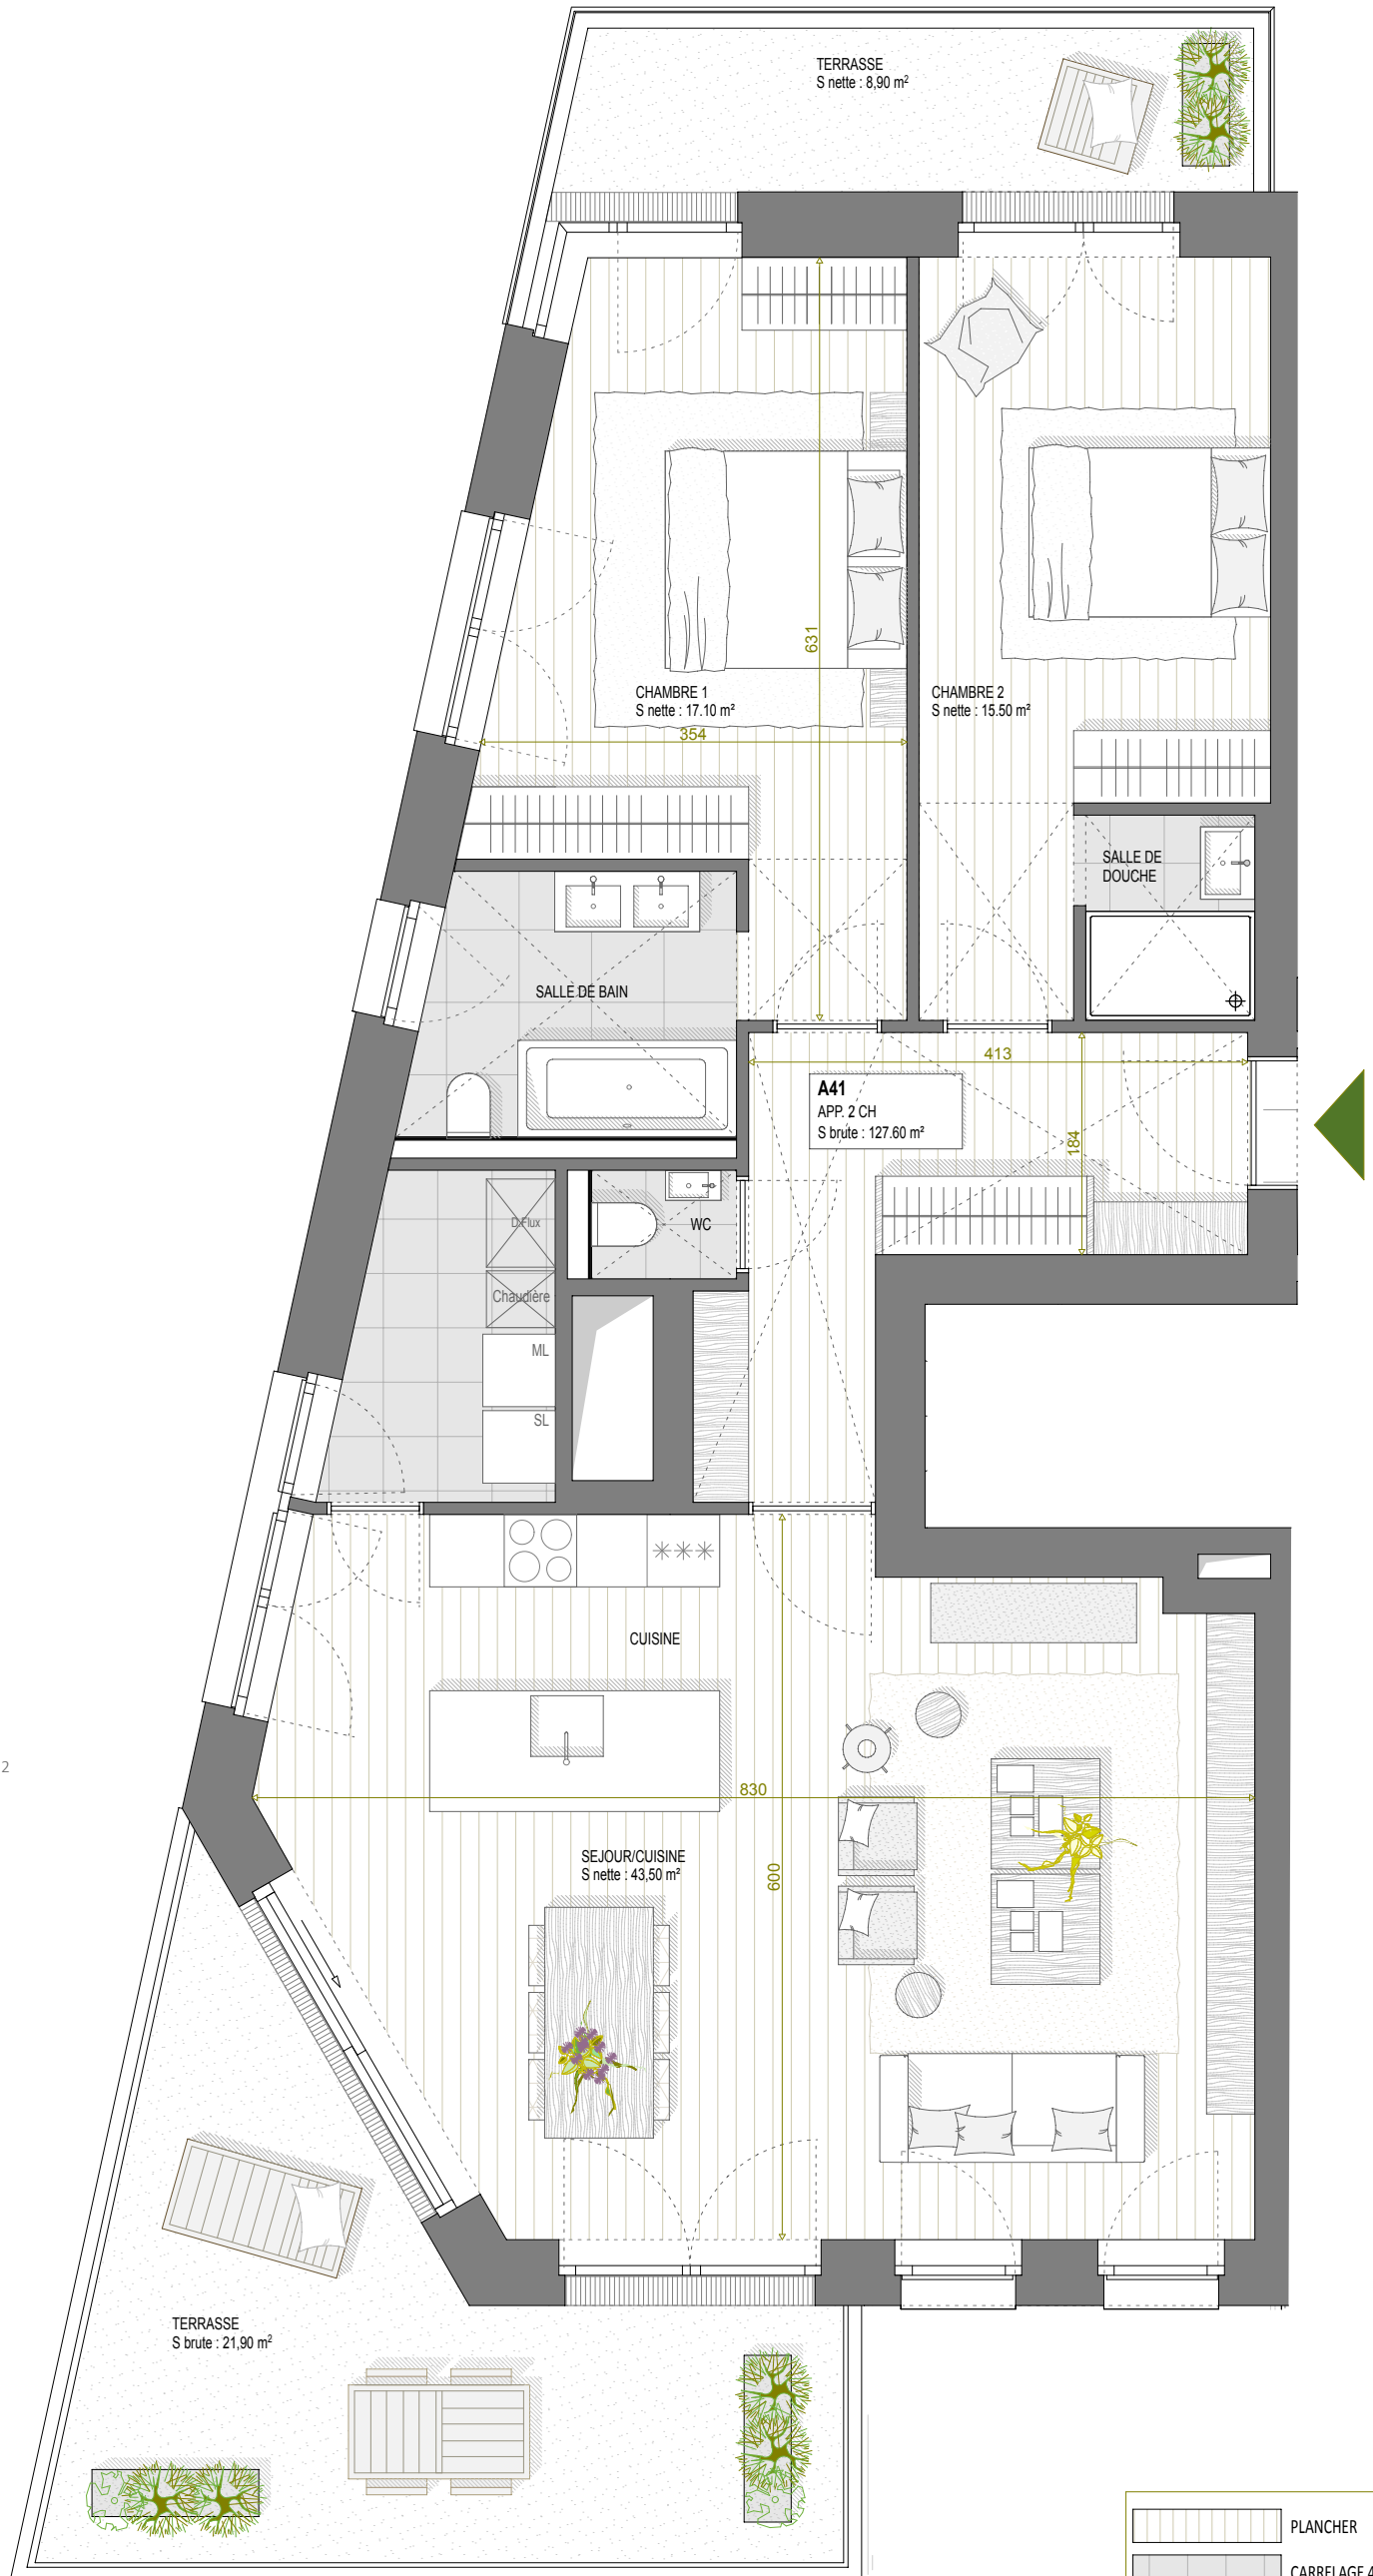 TERRASSE
S nette : 8,90 m²
631
CHAMBRE 1
S nette : 17.10 m²
CHAMBRE 2
S nette : 15.50 m²
354
SALLE DE
DOUCHE
SALLE DE BAIN
413
A41
APP. 2 CH
S brute : 127.60 m²
184
D.Flux
WC
Chaudière
ML
SL
CUISINE
2
830
SEJOUR/CUISINE
S nette : 43,50 m²
600
TERRASSE
S brute : 21,90 m²
PLANCHER
CARRELAGE 4